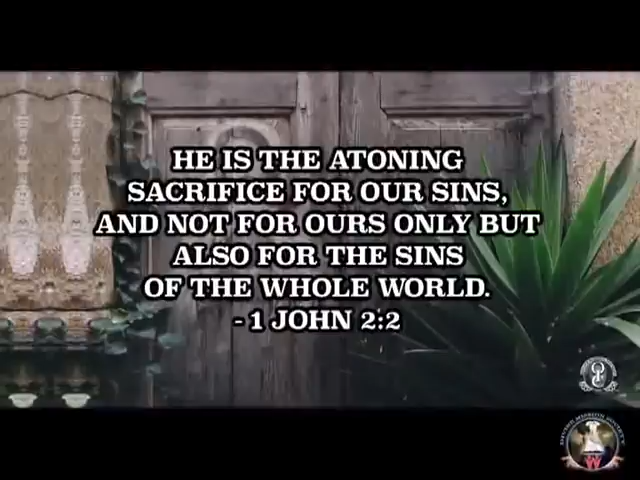 HE IS THE ATONING
SACRIFICE FOR OUR SINS,
AND NOT FOR OURS ONLY BUT
ALSO FOR THE SINS
OF THE WHOLE WORLD.
- 1 JOHN 2:2